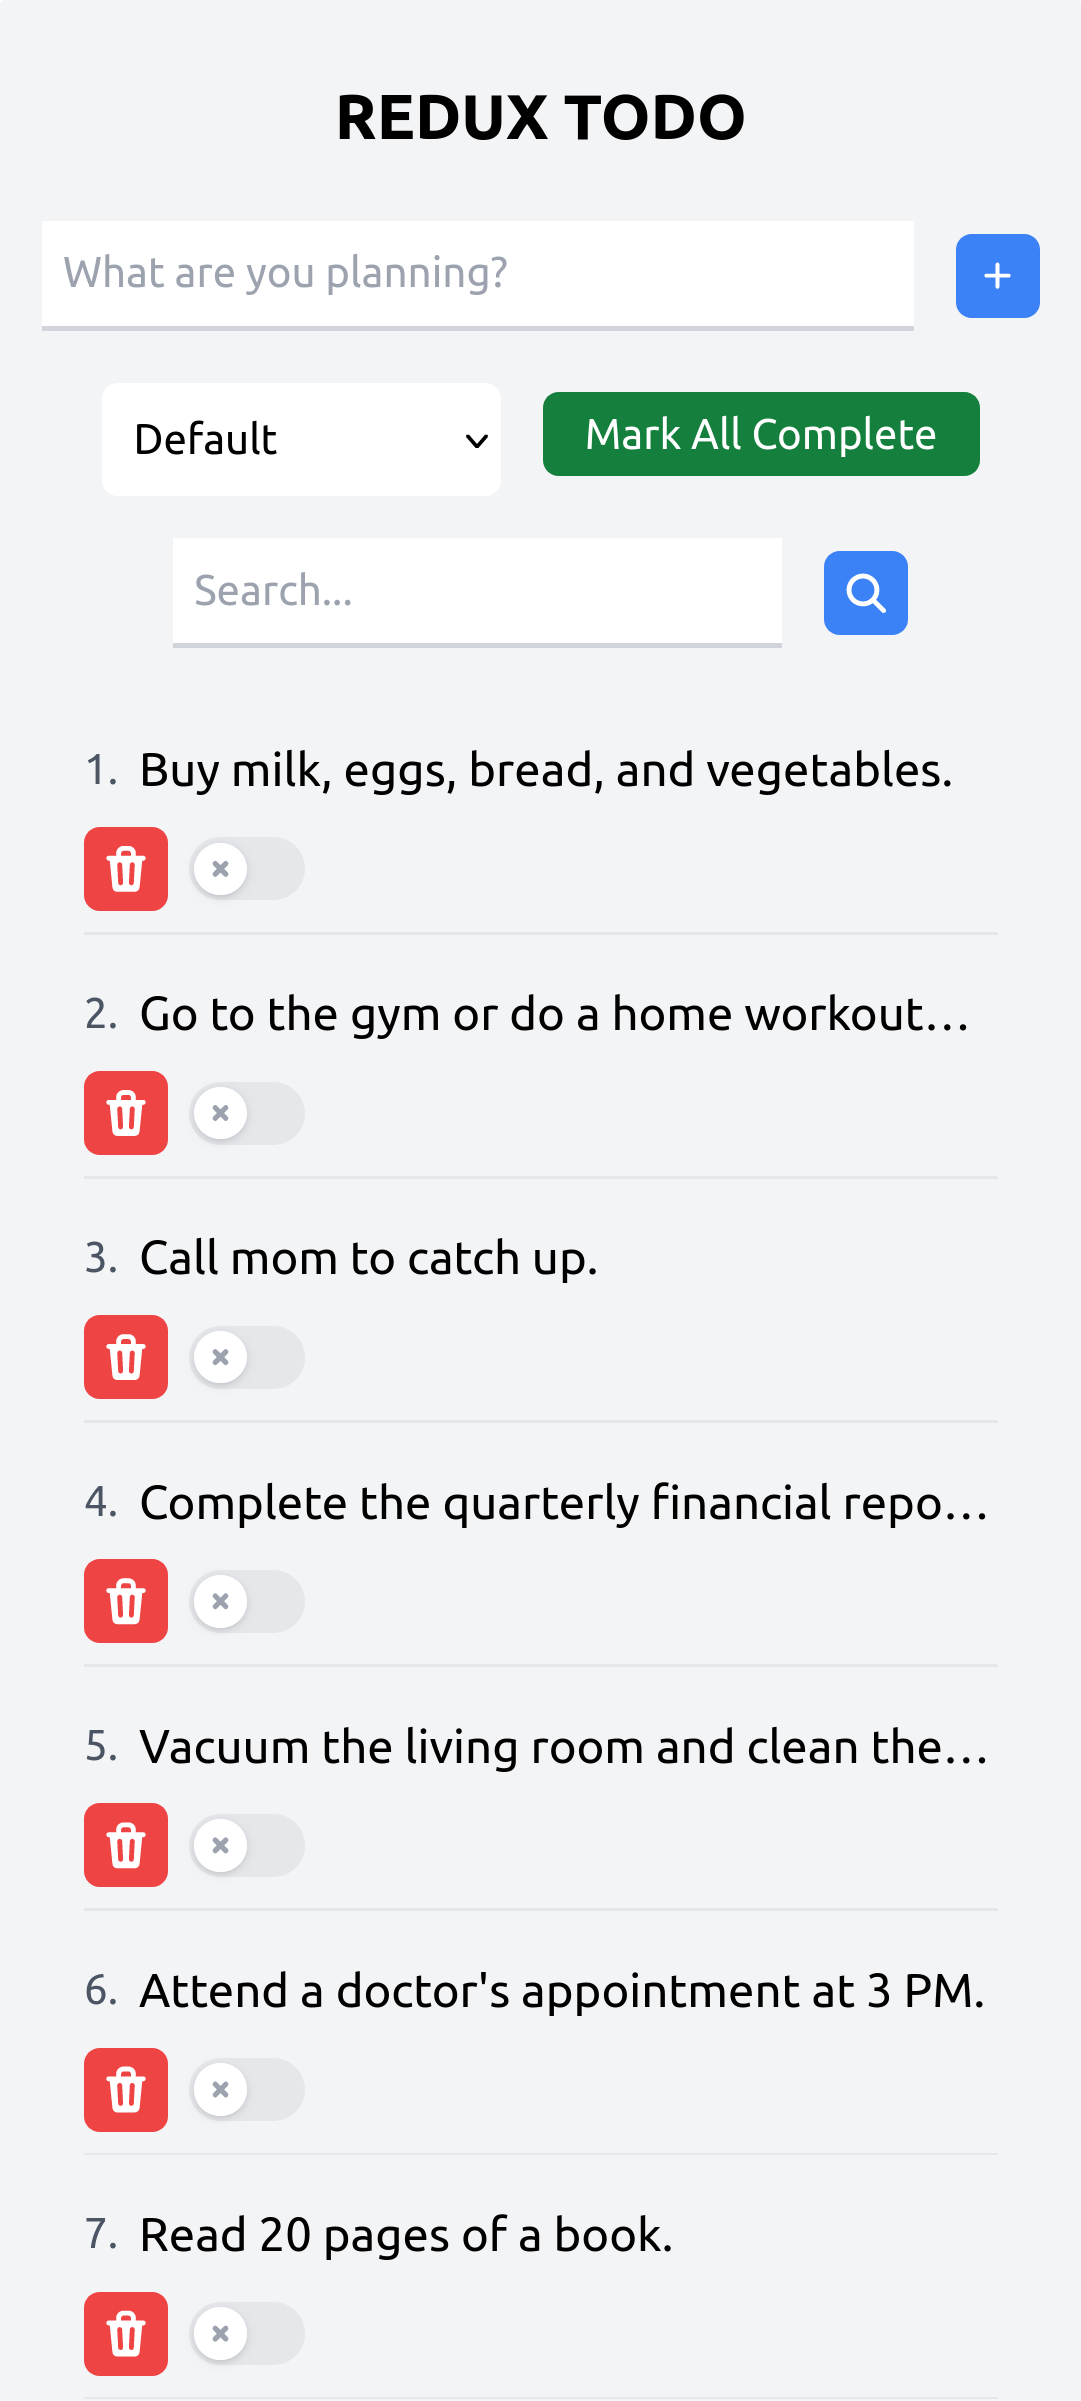 REDUX TODO
What are you planning?
Default
Mark All Complete
Search...
1. Buy milk, eggs, bread, and vegetables.
2. Go to the gym or do a home workout...
3. Call mom to catch up.
4. Complete the quarterly financial repo...
5. Vacuum the living room and clean the...
6. Attend a doctor's appointment at 3 PM.
7. Read 20 pages of a book.